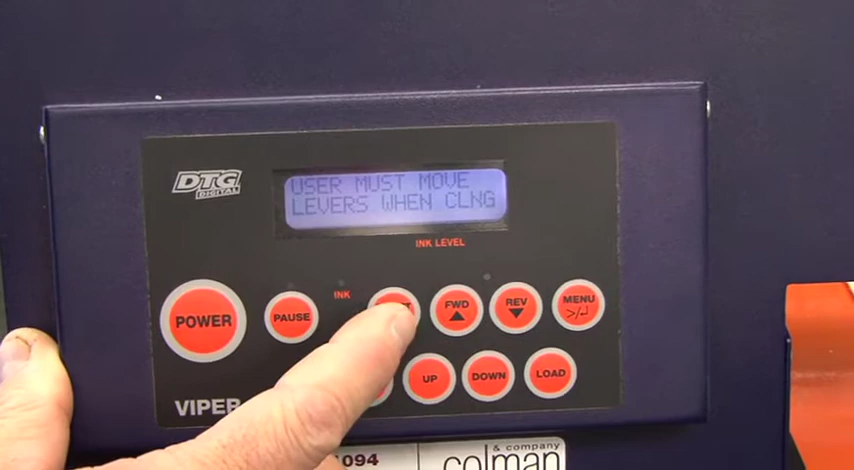 DTG
DIGITAL
USER MUST MOVE
LEVERS WHEN CLNG
INK LEVEL
INK
POWER
PAUSE
FWD
REV
MENU
>/↵
UP
DOWN
LOAD
VIPER
1094
colman
& company